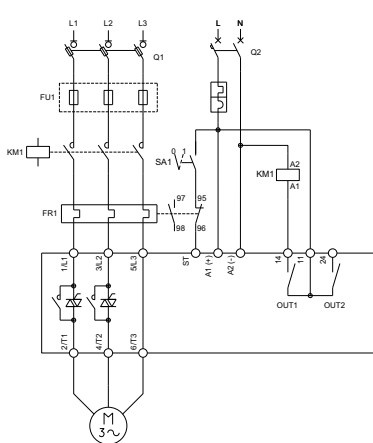 L1 L2 L3 L N
Q1 Q2
FU1
0 1
SA1
KM1
A2
KM1
A1
97 95
FR1
98 96
1/L1 3/L2 5/L3 ST A1 (+) A2 (-) 14 11 24
OUT1 OUT2
2/T1 4/T2 6/T3
M
3~